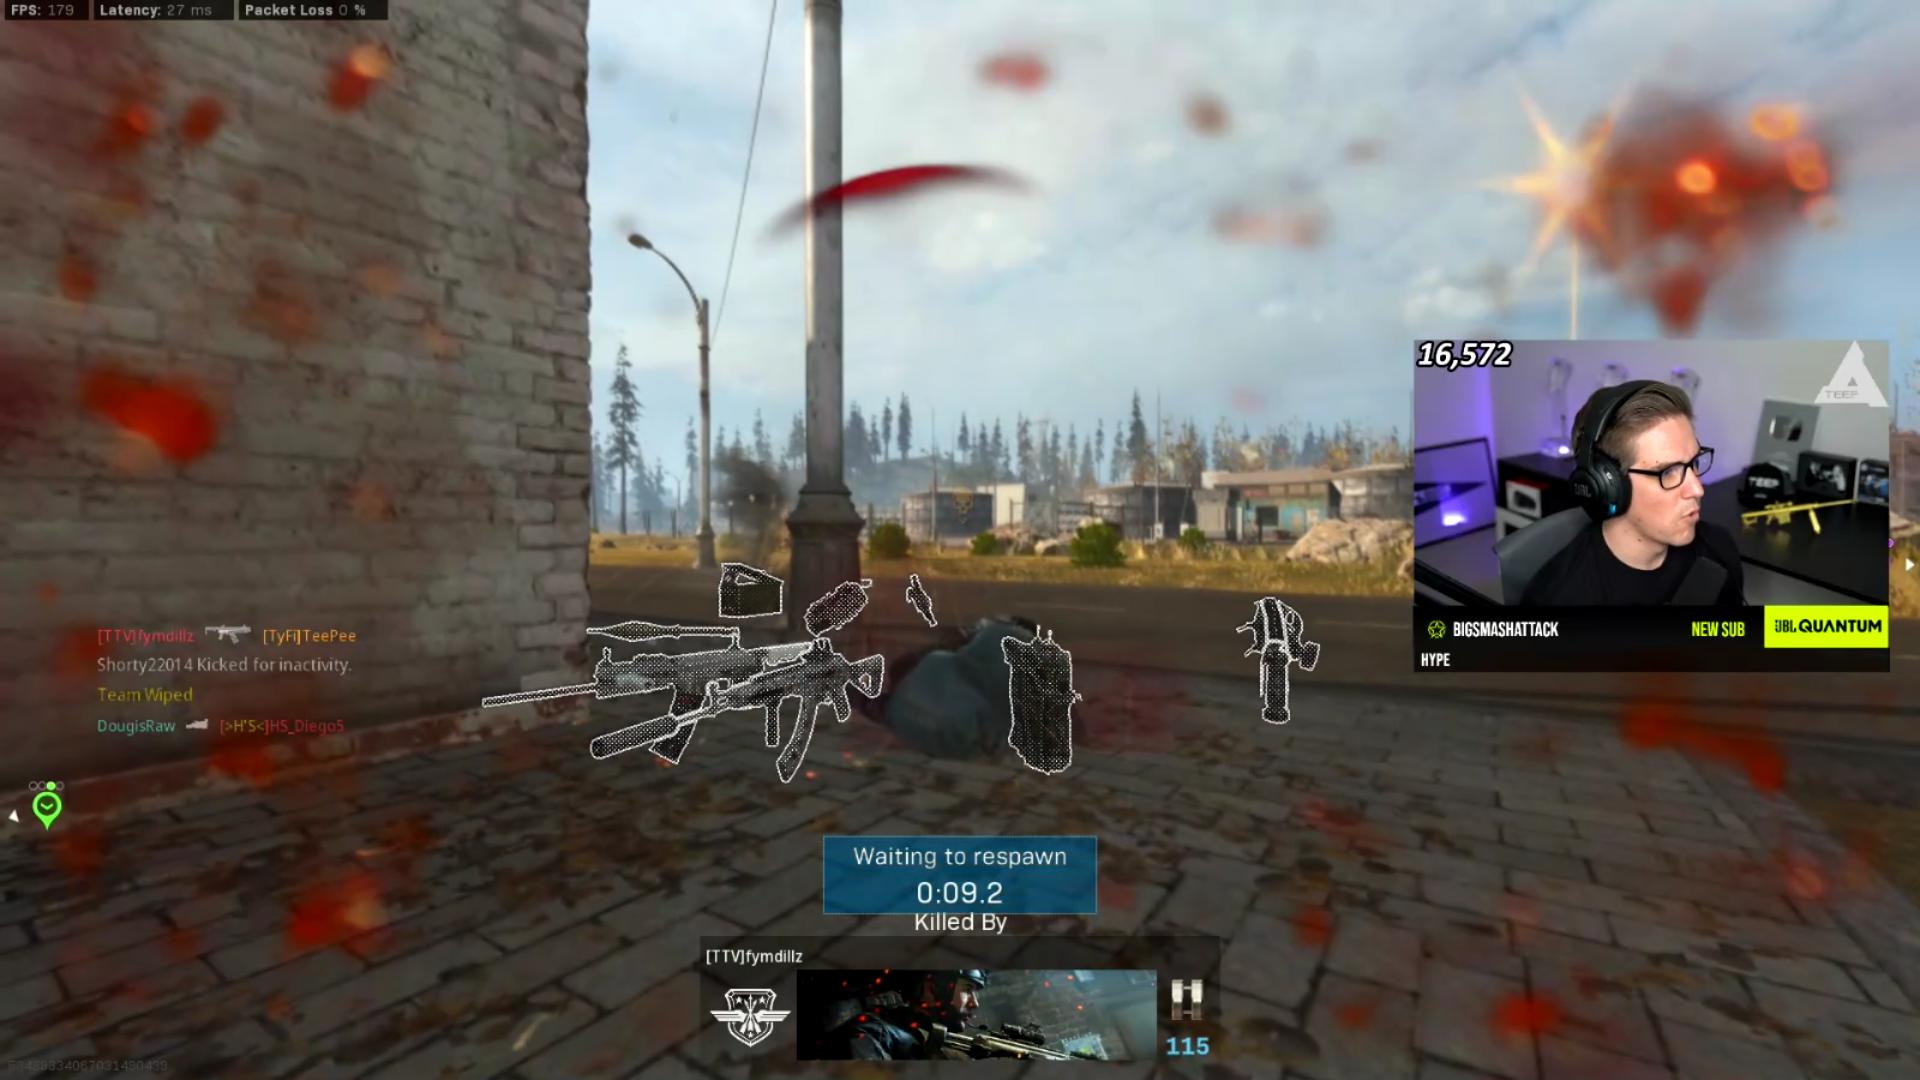 FPS: 179 Latency: 27 ms Packet Loss 0 %
16,572
TEEP
TEEP
[TTV]fymdillz [TyFi]TeePee
Shorty22014 Kicked for inactivity.
Team Wiped
DougisRaw [>H'S<]HS_Diego5
BIGSMASHATTACK NEW SUB JBL QUANTUM
HYPE
Waiting to respawn
0:09.2
Killed By
[TTV]fymdillz
115